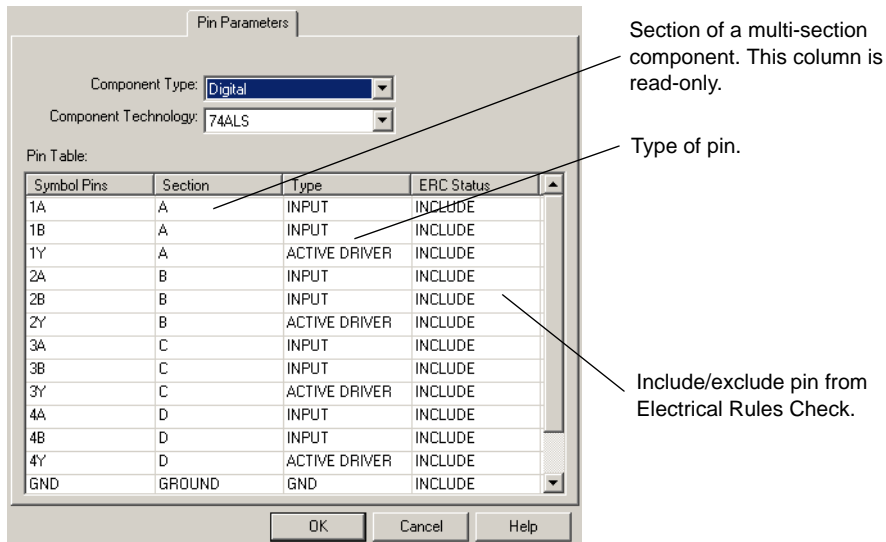 Pin Parameters
Component Type: Digital
Component Technology: 74ALS
Pin Table:
Symbol Pins Section Type ERC Status
1A A INPUT INCLUDE
1B A INPUT INCLUDE
1Y A ACTIVE DRIVER INCLUDE
2A B INPUT INCLUDE
2B B INPUT INCLUDE
2Y B ACTIVE DRIVER INCLUDE
3A C INPUT INCLUDE
3B C INPUT INCLUDE
3Y C ACTIVE DRIVER INCLUDE
4A D INPUT INCLUDE
4B D INPUT INCLUDE
4Y D ACTIVE DRIVER INCLUDE
GND GROUND GND INCLUDE
OK Cancel Help
Section of a multi-section
component. This column is
read-only.
Type of pin.
Include/exclude pin from
Electrical Rules Check.